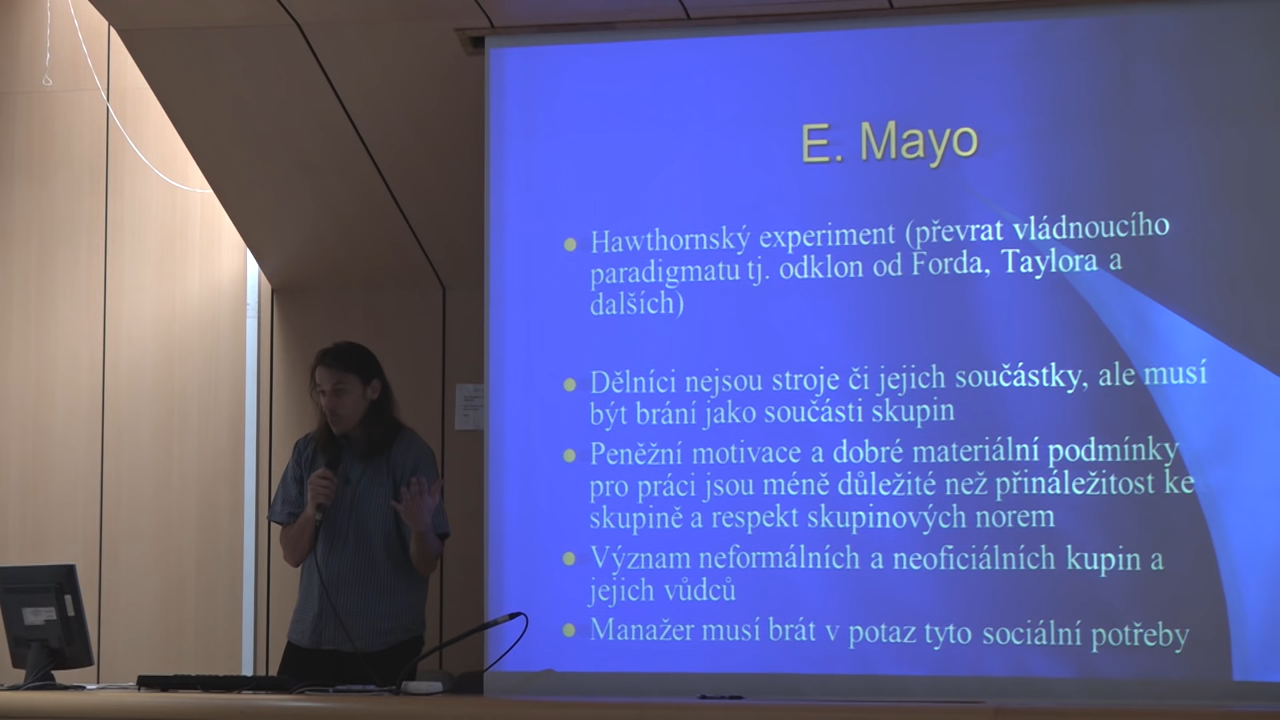 E. Mayo
Hawthornský experiment (převrat vládnoucího
paradigmatu tj. odklon od Forda, Taylora a
dalších)
Dělníci nejsou stroje či jejich součástky, ale musí
být brání jako součásti skupin
Peněžní motivace a dobré materiální podmínky
pro práci jsou méně důležité než přináležitost ke
skupině a respekt skupinových norem
Význam neformálních a neoficiálních kupin a
jejich vůdců
Manažer musí brát v potaz tyto sociální potřeby